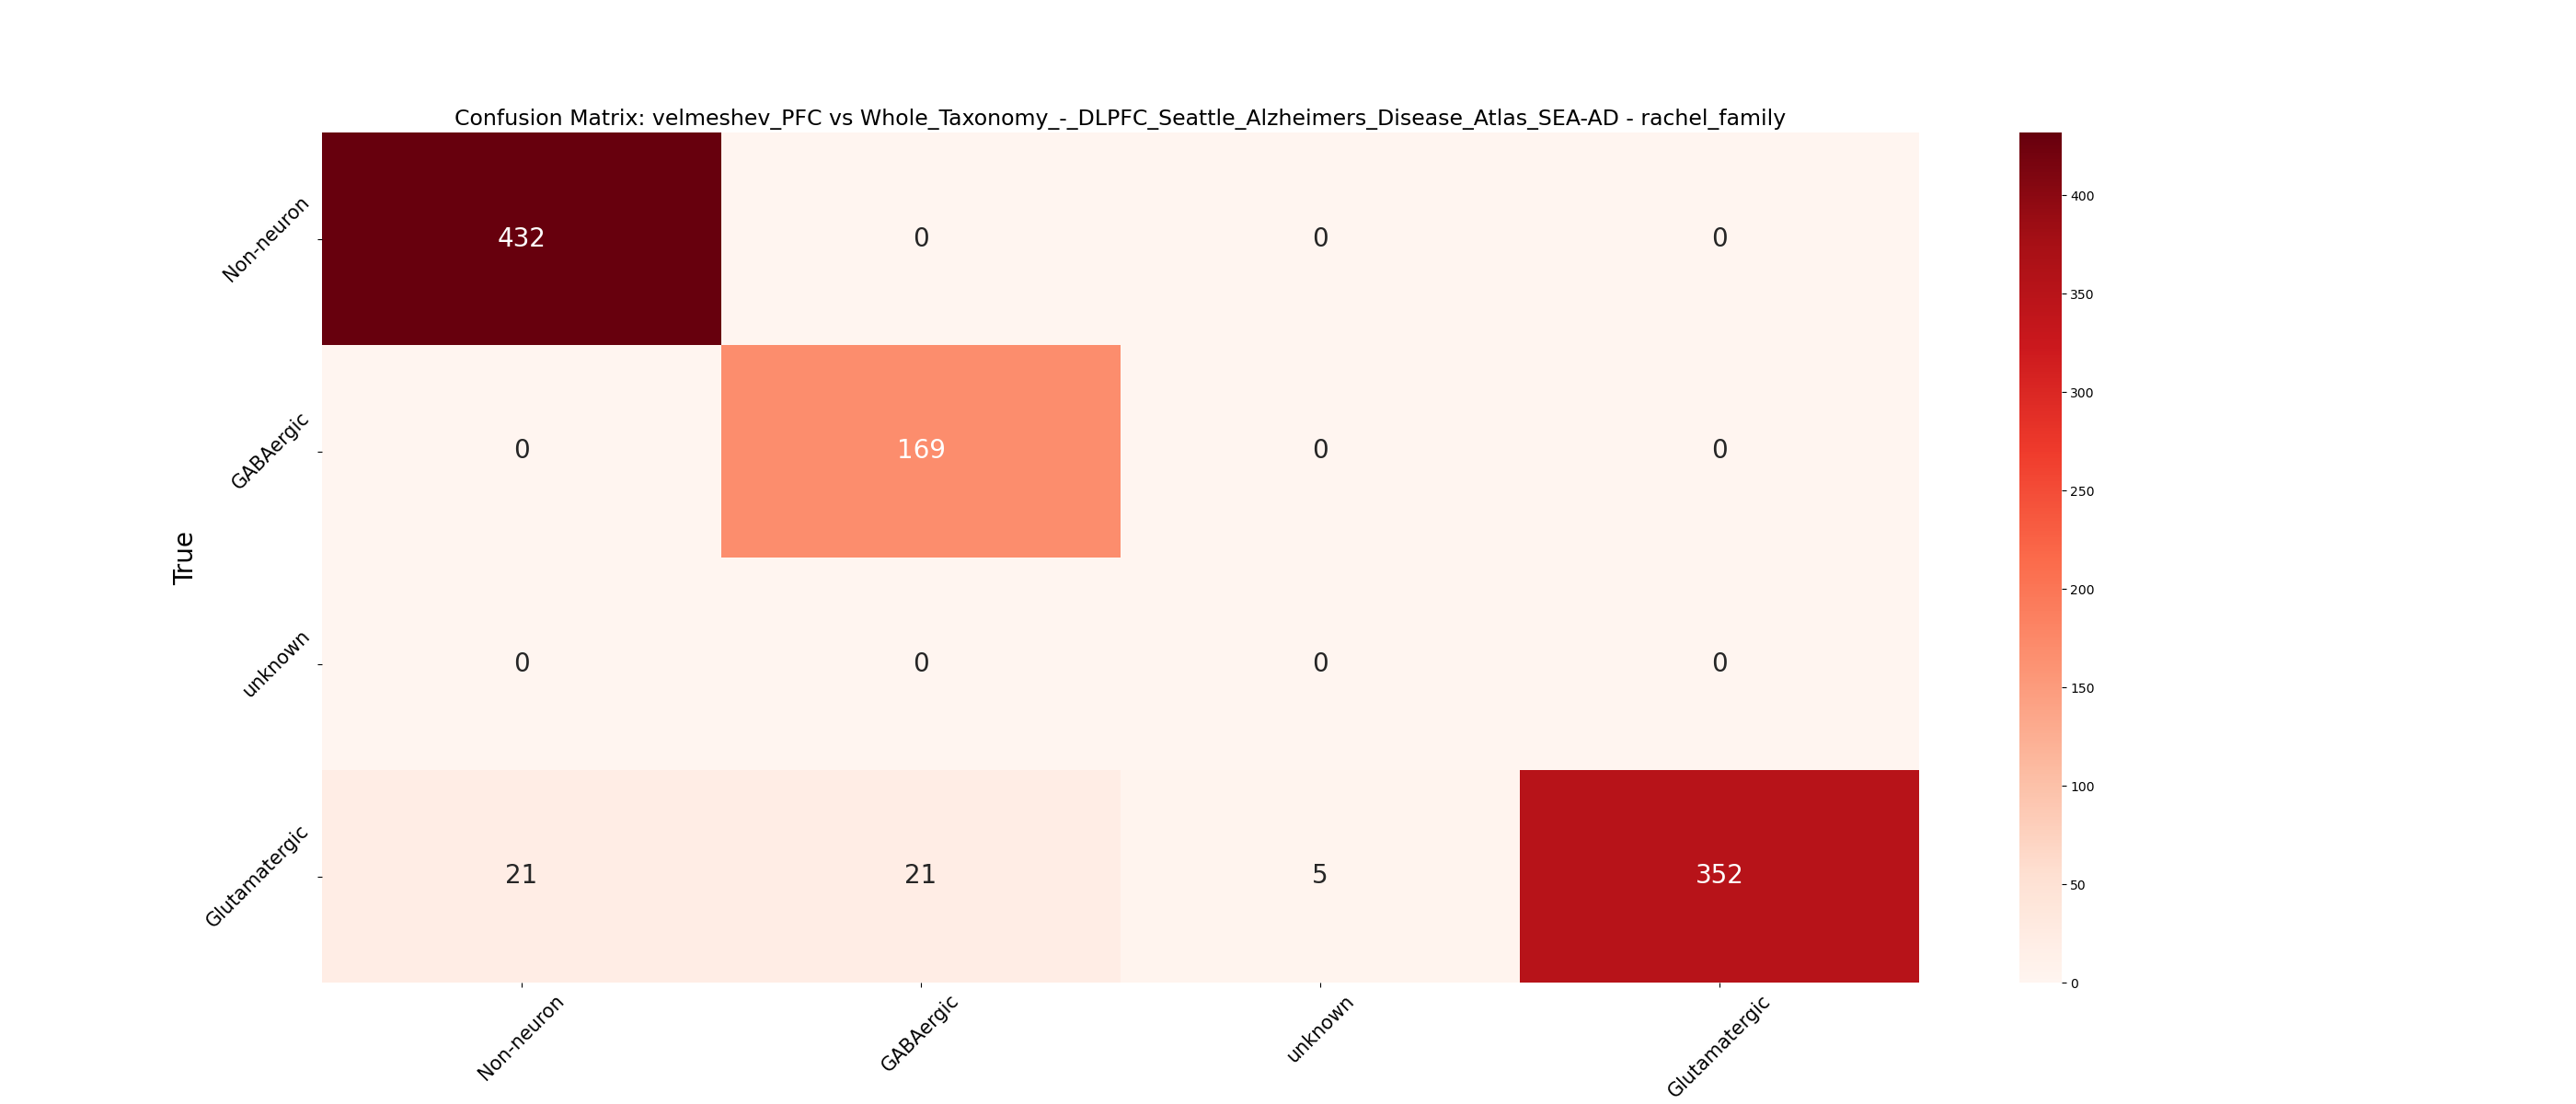 Confusion Matrix: velmeshev_PFC vs Whole_Taxonomy_-_DLPFC_Seattle_Alzheimers_Disease_Atlas_SEA-AD - rachel_family
True
Non-neuron
432
0
0
0
GABAergic
0
169
0
0
unknown
0
0
0
0
Glutamatergic
21
21
5
352
Non-neuron
GABAergic
unknown
Glutamatergic
400
350
300
250
200
150
100
50
0